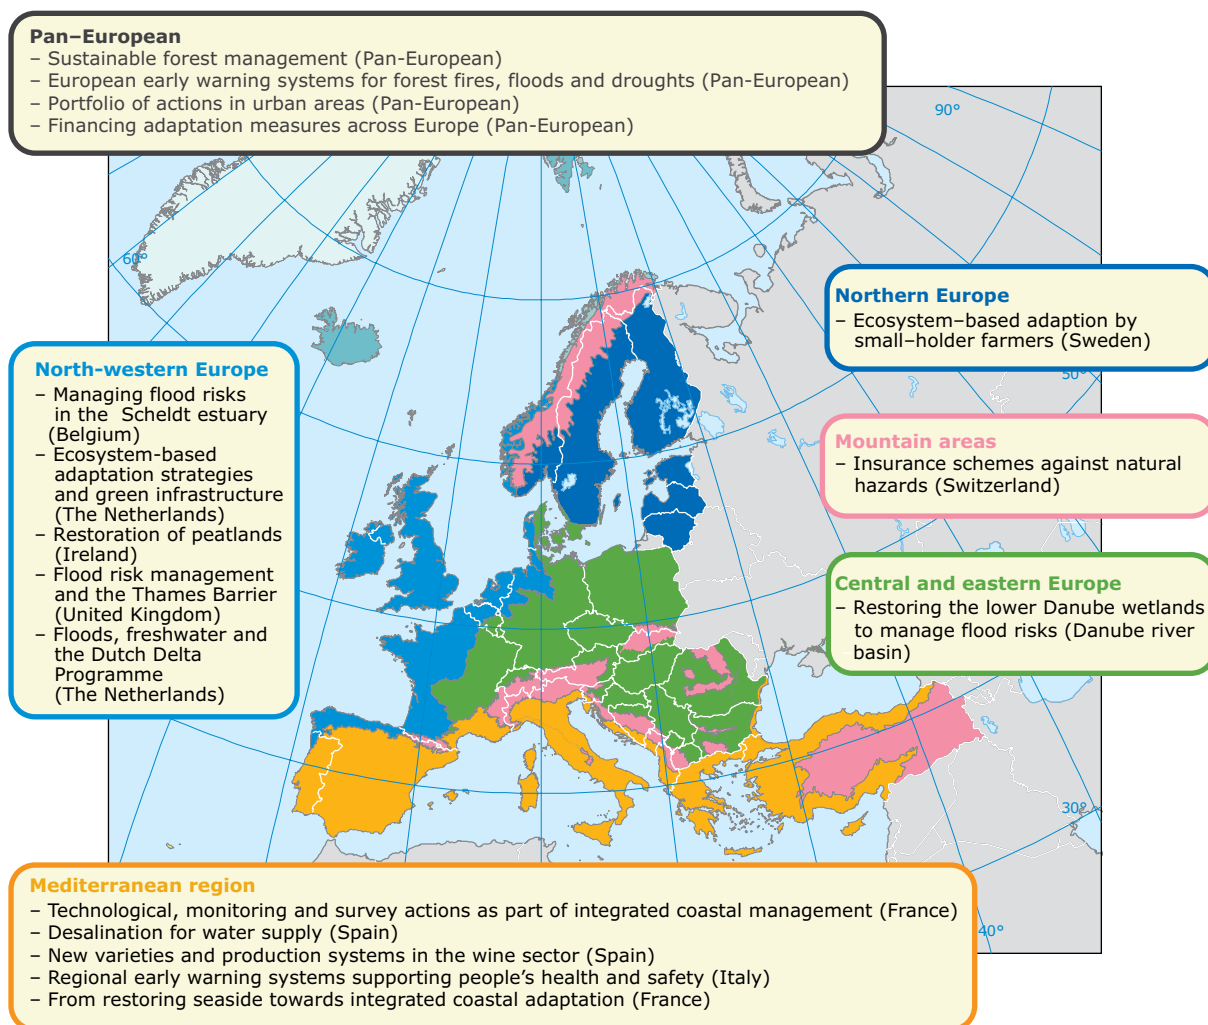 Pan–European
– Sustainable forest management (Pan-European)
– European early warning systems for forest fires, floods and droughts (Pan-European)
– Portfolio of actions in urban areas (Pan-European)
– Financing adaptation measures across Europe (Pan-European)
90°
60°
Northern Europe
– Ecosystem–based adaption by
small–holder farmers (Sweden)
50°
North-western Europe
– Managing flood risks
in the Scheldt estuary
(Belgium)
– Ecosystem-based
adaptation strategies
and green infrastructure
(The Netherlands)
– Restoration of peatlands
(Ireland)
– Flood risk management
and the Thames Barrier
(United Kingdom)
– Floods, freshwater and
the Dutch Delta
Programme
(The Netherlands)
Mountain areas
– Insurance schemes against natural
hazards (Switzerland)
Central and eastern Europe
– Restoring the lower Danube wetlands
to manage flood risks (Danube river
basin)
30°
40°
Mediterranean region
– Technological, monitoring and survey actions as part of integrated coastal management (France)
– Desalination for water supply (Spain)
– New varieties and production systems in the wine sector (Spain)
– Regional early warning systems supporting people’s health and safety (Italy)
– From restoring seaside towards integrated coastal adaptation (France)